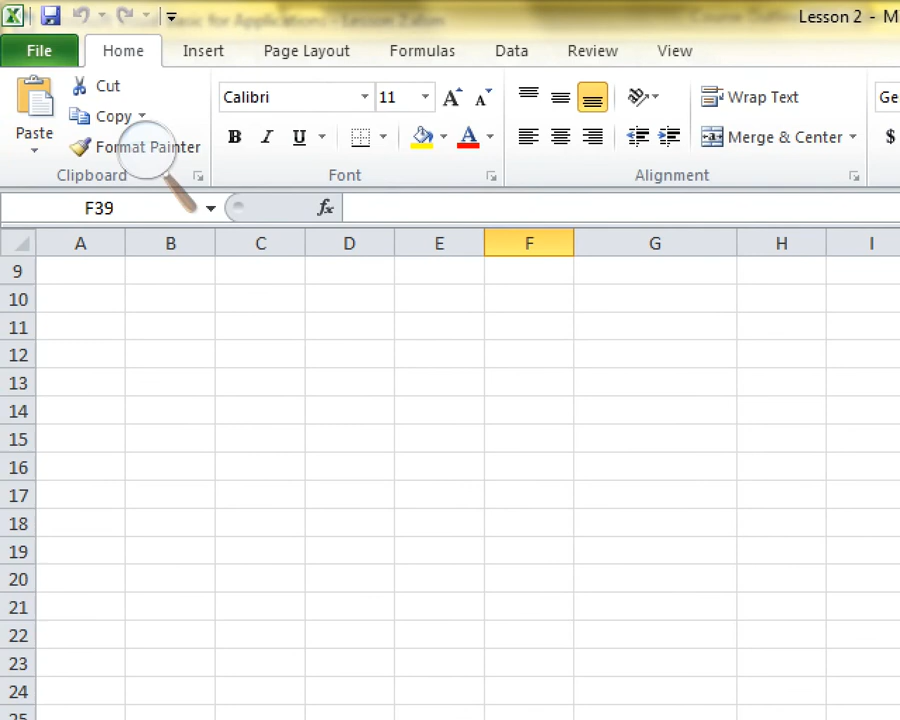 Lesson 2 - M
File Home Insert Page Layout Formulas Data Review View
Cut
Calibri 11 Wrap Text Ge
Copy
Paste B I U Merge & Center $
Format Painter
Clipboard Font Alignment
F39 fx
A B C D E F G H I
9
10
11
12
13
14
15
16
17
18
19
20
21
22
23
24
25